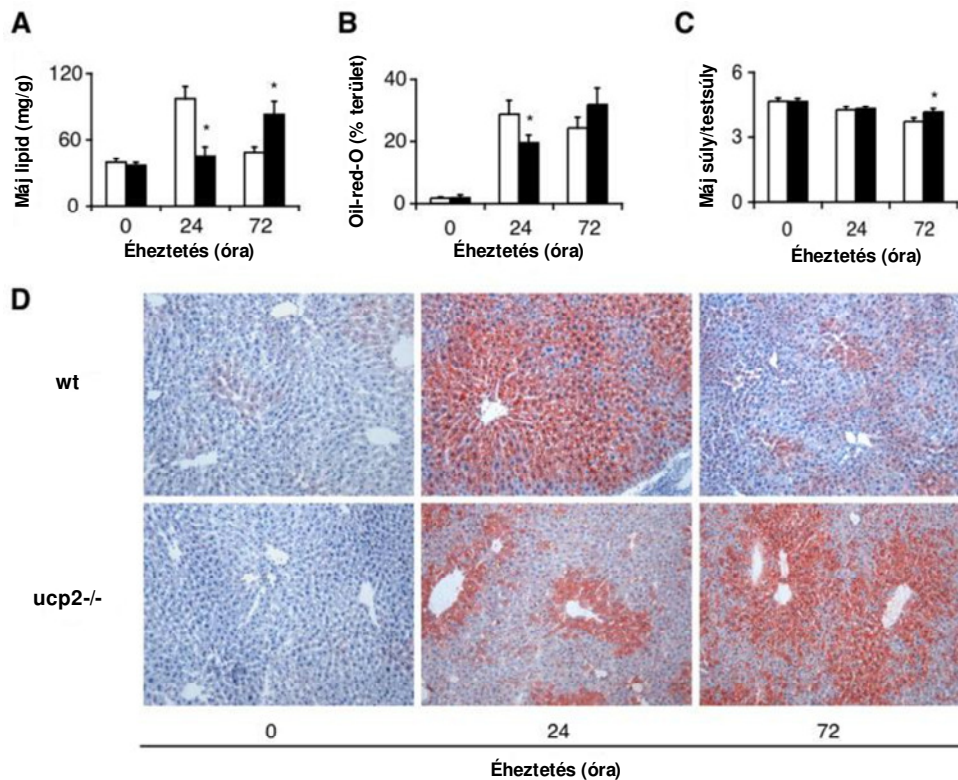 A
Máj lipid (mg/g)
120
60
0
*
*
0 24 72
Éheztetés (óra)
B
Oil-red-O (% terület)
40
20
0
*
0 24 72
Éheztetés (óra)
C
Máj súly/testsúly
6
3
0
*
0 24 72
Éheztetés (óra)
D
wt
ucp2-/-
0 24 72
Éheztetés (óra)